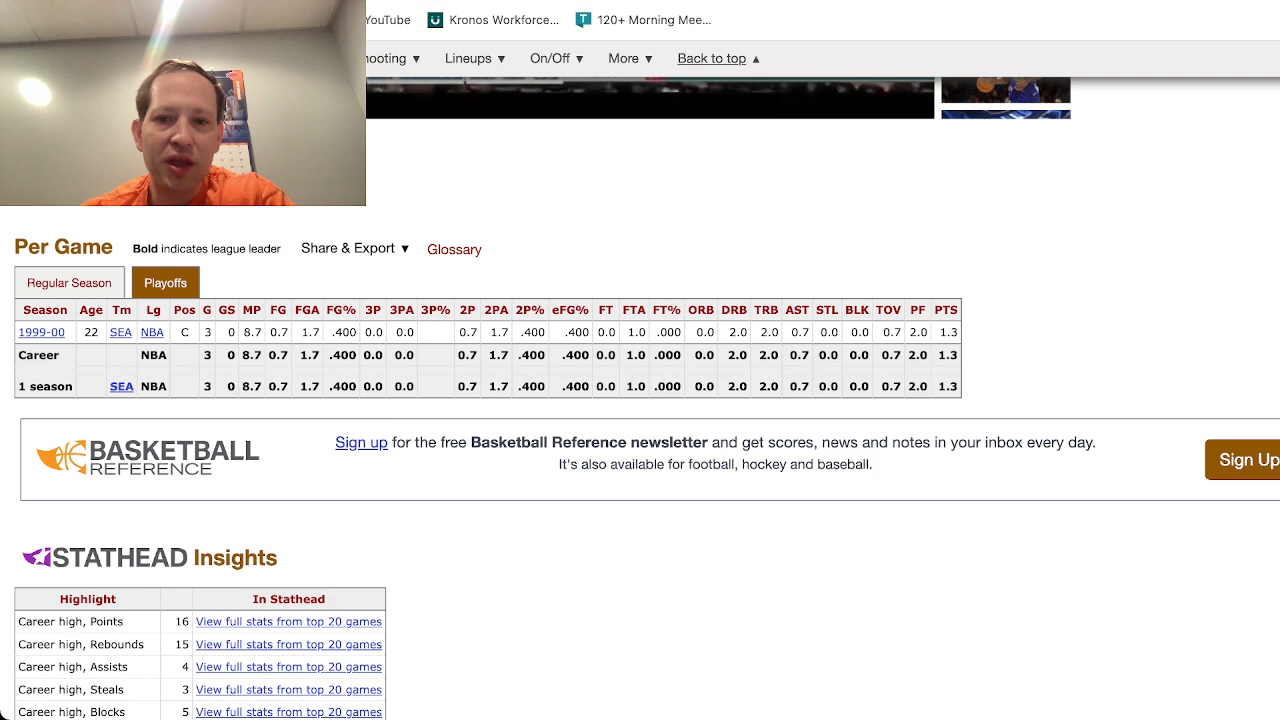 YouTube Kronos Workforce... 120+ Morning Mee...
hooting ▼ Lineups ▼ On/Off ▼ More ▼ Back to top ▲
Per Game Bold indicates league leader Share & Export ▼ Glossary
Regular Season Playoffs
Season Age Tm Lg Pos G GS MP FG FGA FG% 3P 3PA 3P% 2P 2PA 2P% eFG% FT FTA FT% ORB DRB TRB AST STL BLK TOV PF PTS
1999-00 22 SEA NBA C 3 0 8.7 0.7 1.7 .400 0.0 0.0 0.7 1.7 .400 .400 0.0 1.0 .000 0.0 2.0 2.0 0.7 0.0 0.0 0.7 2.0 1.3
Career NBA 3 0 8.7 0.7 1.7 .400 0.0 0.0 0.7 1.7 .400 .400 0.0 1.0 .000 0.0 2.0 2.0 0.7 0.0 0.0 0.7 2.0 1.3
1 season SEA NBA 3 0 8.7 0.7 1.7 .400 0.0 0.0 0.7 1.7 .400 .400 0.0 1.0 .000 0.0 2.0 2.0 0.7 0.0 0.0 0.7 2.0 1.3
BASKETBALL
REFERENCE
Sign up for the free Basketball Reference newsletter and get scores, news and notes in your inbox every day.
It's also available for football, hockey and baseball.
Sign Up
STATHEAD Insights
Highlight In Stathead
Career high, Points 16 View full stats from top 20 games
Career high, Rebounds 15 View full stats from top 20 games
Career high, Assists 4 View full stats from top 20 games
Career high, Steals 3 View full stats from top 20 games
Career high, Blocks 5 View full stats from top 20 games